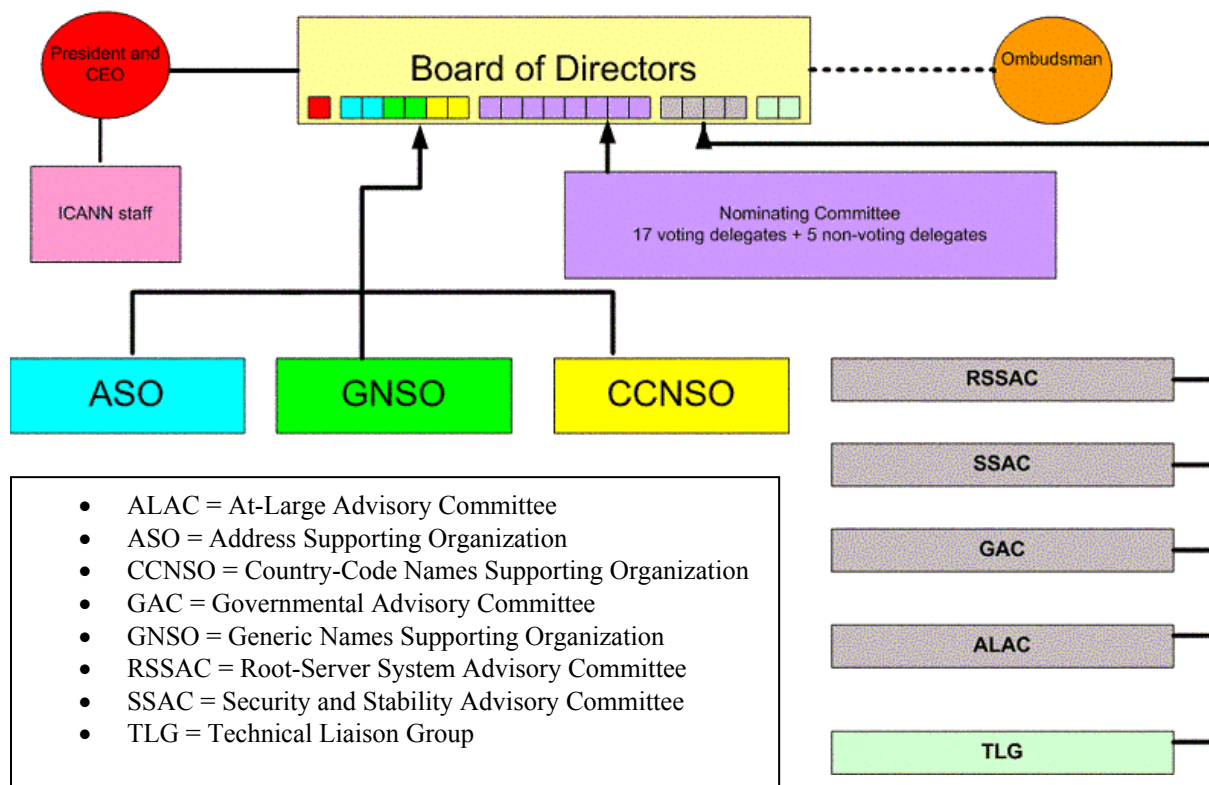 President and
CEO
Board of Directors
Ombudsman
ICANN staff
Nominating Committee
17 voting delegates + 5 non-voting delegates
ASO
GNSO
CCNSO
RSSAC
SSAC
GAC
ALAC
TLG
• ALAC = At-Large Advisory Committee
• ASO = Address Supporting Organization
• CCNSO = Country-Code Names Supporting Organization
• GAC = Governmental Advisory Committee
• GNSO = Generic Names Supporting Organization
• RSSAC = Root-Server System Advisory Committee
• SSAC = Security and Stability Advisory Committee
• TLG = Technical Liaison Group